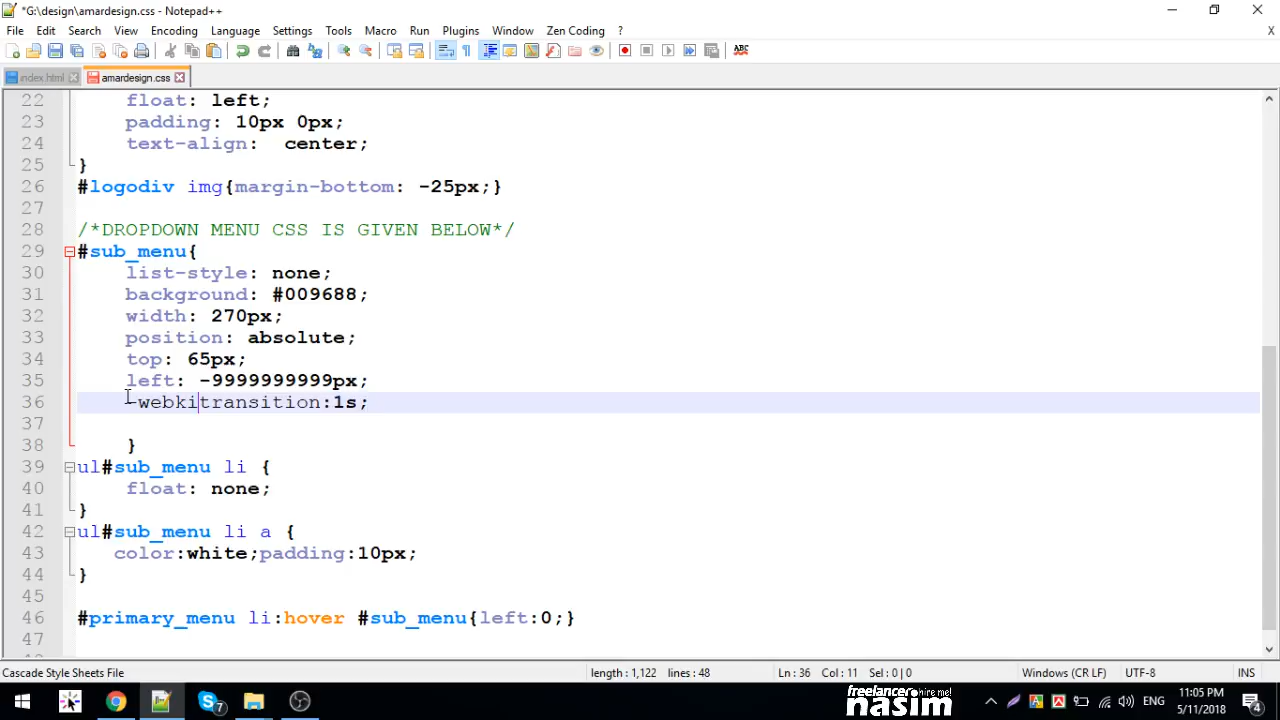 *G:\design\amardesign.css - Notepad++
File Edit Search View Encoding Language Settings Tools Macro Run Plugins Window Zen Coding ? X
ABC
index.html amardesign.css
22 float: left;
23 padding: 10px 0px;
24 text-align:  center;
25 }
26 #logodiv img{margin-bottom: -25px;}
27
28 /*DROPDOWN MENU CSS IS GIVEN BELOW*/
29 #sub_menu{
30 list-style: none;
31 background: #009688;
32 width: 270px;
33 position: absolute;
34 top: 65px;
35 left: -9999999999px;
36 -webkitransition:1s;
37
38 }
39 ul#sub_menu li {
40 float: none;
41 }
42 ul#sub_menu li a {
43 color:white;padding:10px;
44 }
45
46 #primary_menu li:hover #sub_menu{left:0;}
47
Cascade Style Sheets File length : 1,122 lines : 48 Ln : 36 Col : 11 Sel : 0 | 0 Windows (CR LF) UTF-8 INS
7 freelancer hire me! nasim ENG 11:05 PM 5/11/2018 4